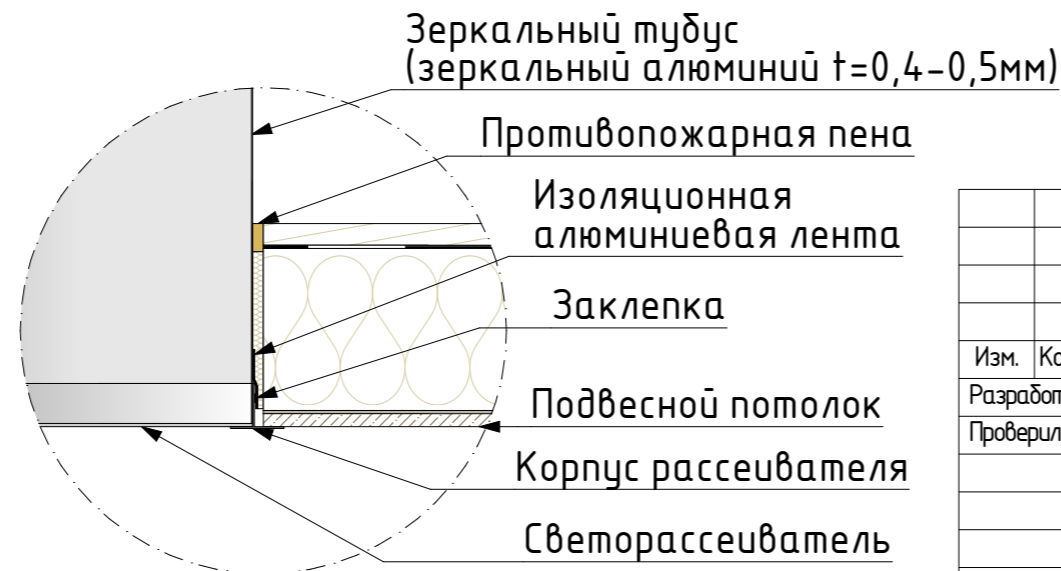 Зеркальный тубус
(зеркальный алюминий t=0,4-0,5мм)
Противопожарная пена
Изоляционная
алюминиевая лента
Заклепка
Подвесной потолок
Корпус рассеивателя
Светорассеиватель
Изм.
Проверил